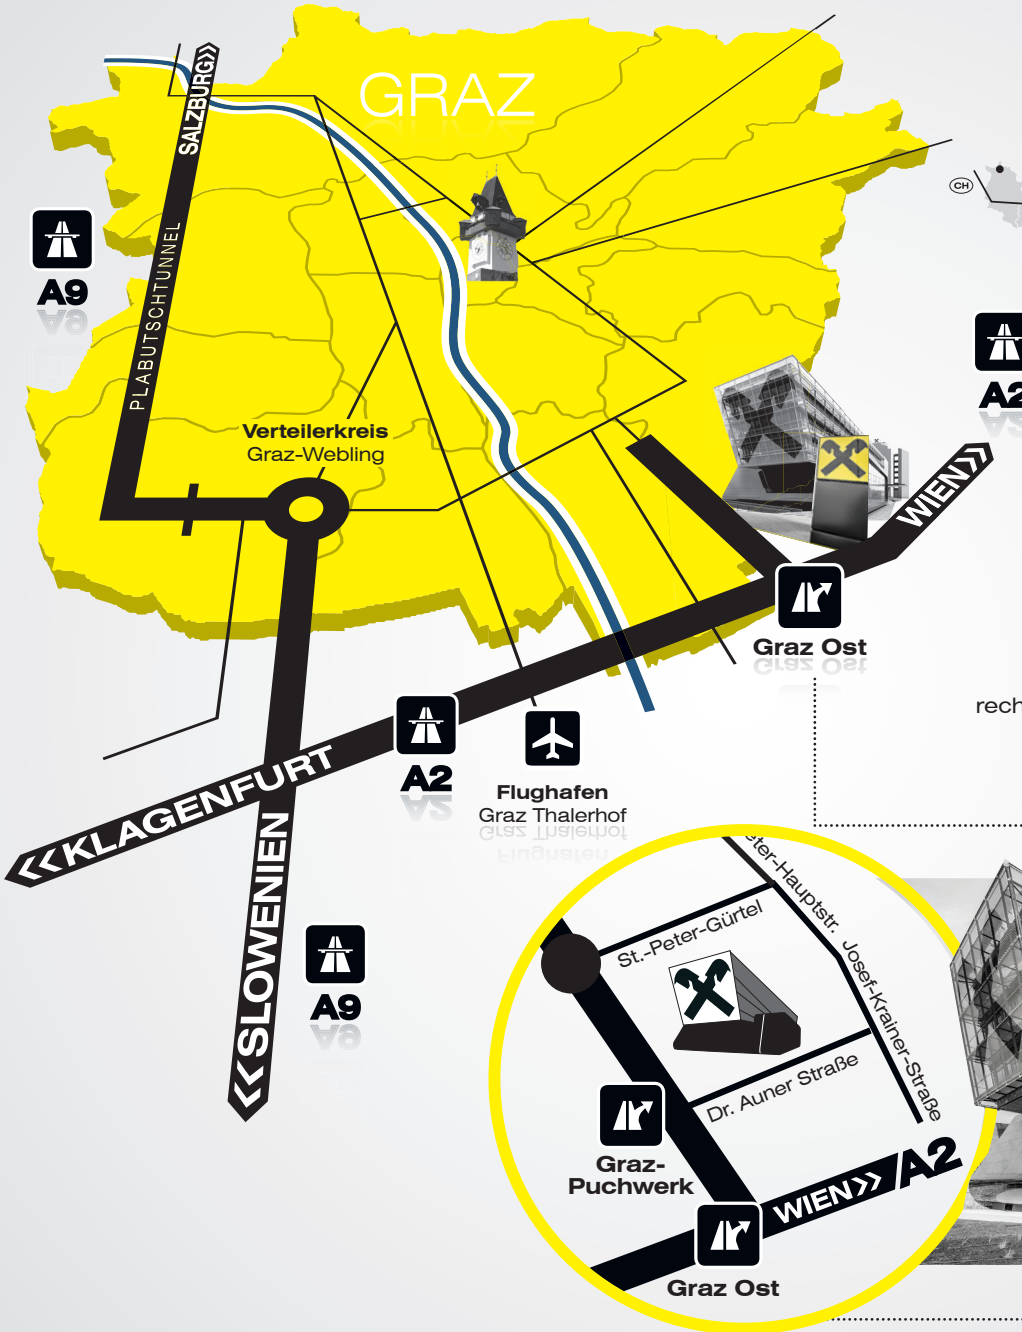 GRAZ
SALZBURG
PLABUTSCHTUNNEL
CH
A9
A2
Verteilerkreis
Graz-Webling
WIEN
Graz Ost
rech
A2
Flughafen
Graz Thalerhof
KLAGENFURT
SLOWENIEN
A9
eter-Hauptstr.
St.-Peter-Gürtel
Josef-Krainer-Straße
Dr. Auner Straße
Graz-
Puchwerk
WIEN
A2
Graz Ost